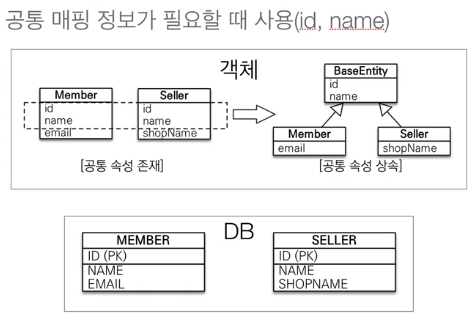 공통 매핑 정보가 필요할 때 사용(id, name)
객체
Member
id
name
email
Seller
id
name
shopName
[공통 속성 존재]
BaseEntity
id
name
Member
email
Seller
shopName
[공통 속성 상속]
DB
MEMBER
ID (PK)
NAME
EMAIL
SELLER
ID (PK)
NAME
SHOPNAME